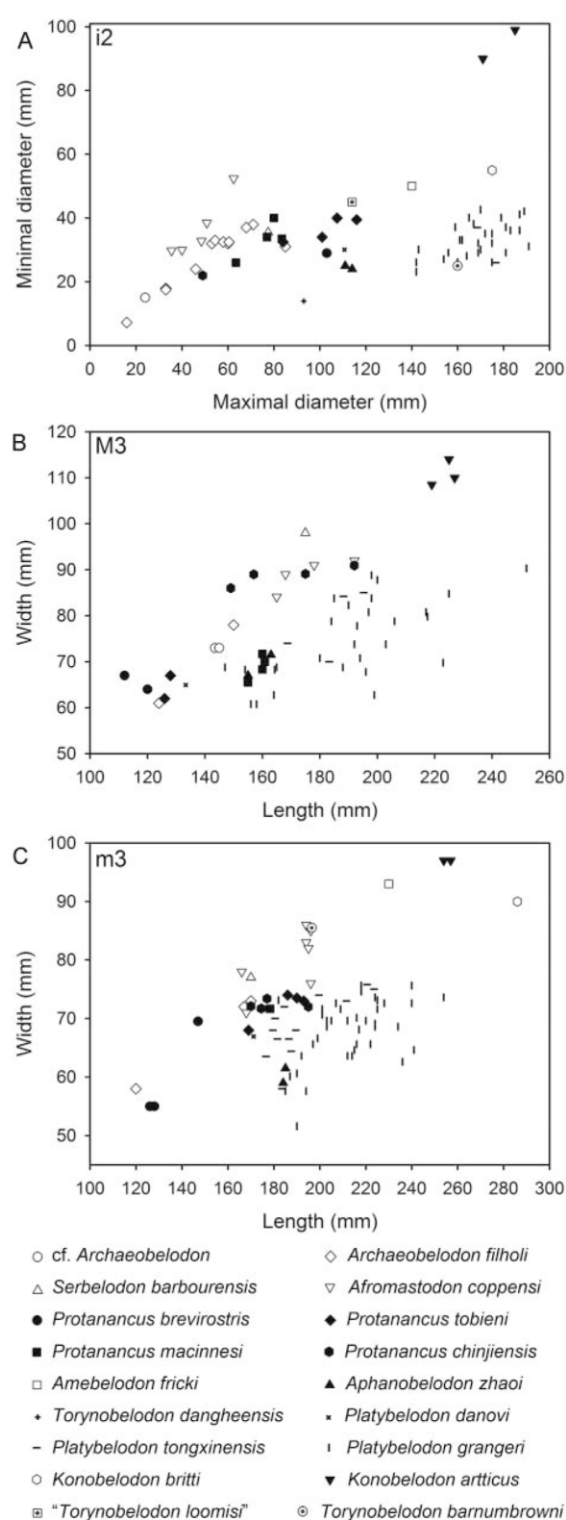 A
i2
100
80
60
40
20
0
Minimal diameter (mm)
0 20 40 60 80 100 120 140 160 180 200
Maximal diameter (mm)
B
M3
120
110
100
90
80
70
60
50
Width (mm)
100 120 140 160 180 200 220 240 260
Length (mm)
C
m3
100
90
80
70
60
50
Width (mm)
100 120 140 160 180 200 220 240 260 280 300
Length (mm)
cf. Archaeobelodon Archaeobelodon filholi
Serbelodon barbourensis Afromastodon coppensi
Protanancus brevirostris Protanancus tobieni
Protanancus macinnesi Protanancus chinjiensis
Amebelodon fricki Aphanobelodon zhaoi
Torynobelodon dangheensis Platybelodon danovi
Platybelodon tongxinensis Platybelodon grangeri
Konobelodon britti Konobelodon artticus
"Torynobelodon loomisi" Torynobelodon barnumbrowni